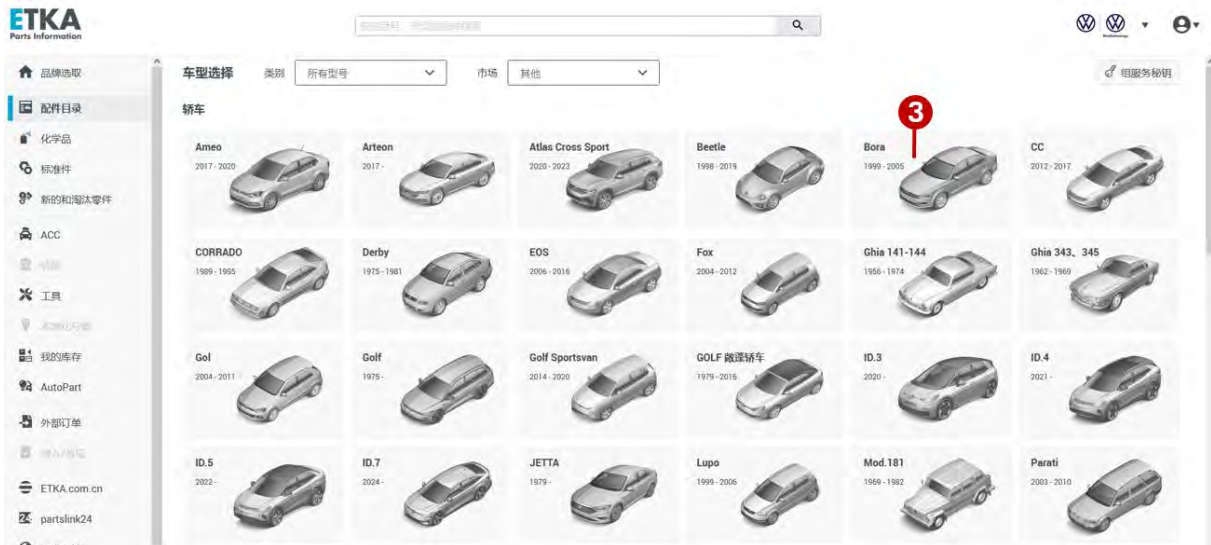 ETKA
Parts Information
品牌选取
配件目录
化学品
标准件
新的和淘汰零件
ACC
工具
我的库存
AutoPart
外部订单
ETKA.com.cn
partslink24
车型选择 类别 所有型号 市场 其他 组服务秘钥
轿车
3
Ameo Arteon Atlas Cross Sport Beetle Bora CC
2017 - 2020 2017 - 2020 - 2023 1998 - 2019 1999 - 2005 2012 - 2017
CORRADO Derby EOS Fox Ghia 141-144 Ghia 343、345
1989 - 1995 1975 - 1981 2006 - 2016 2004 - 2012 1956 - 1974 1962 - 1969
Gol Golf Golf Sportsvan GOLF 敞蓬轿车 ID.3 ID.4
2004 - 2011 1975 - 2014 - 2020 1979 - 2016 2020 - 2021 -
ID.5 ID.7 JETTA Lupo Mod.181 Parati
2022 - 2024 - 1979 - 1999 - 2006 1969 - 1982 2003 - 2010